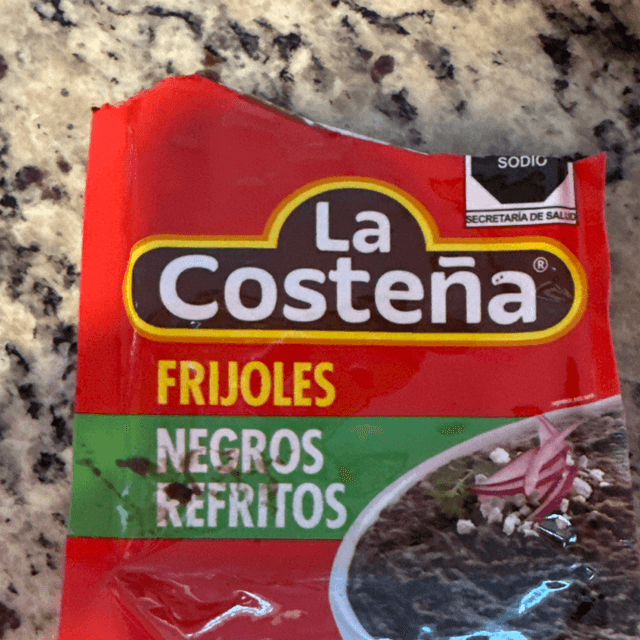 SODIO
SECRETARÍA DE SALUD
La
Costeña®
FRIJOLES
NEGROS
REFRITOS